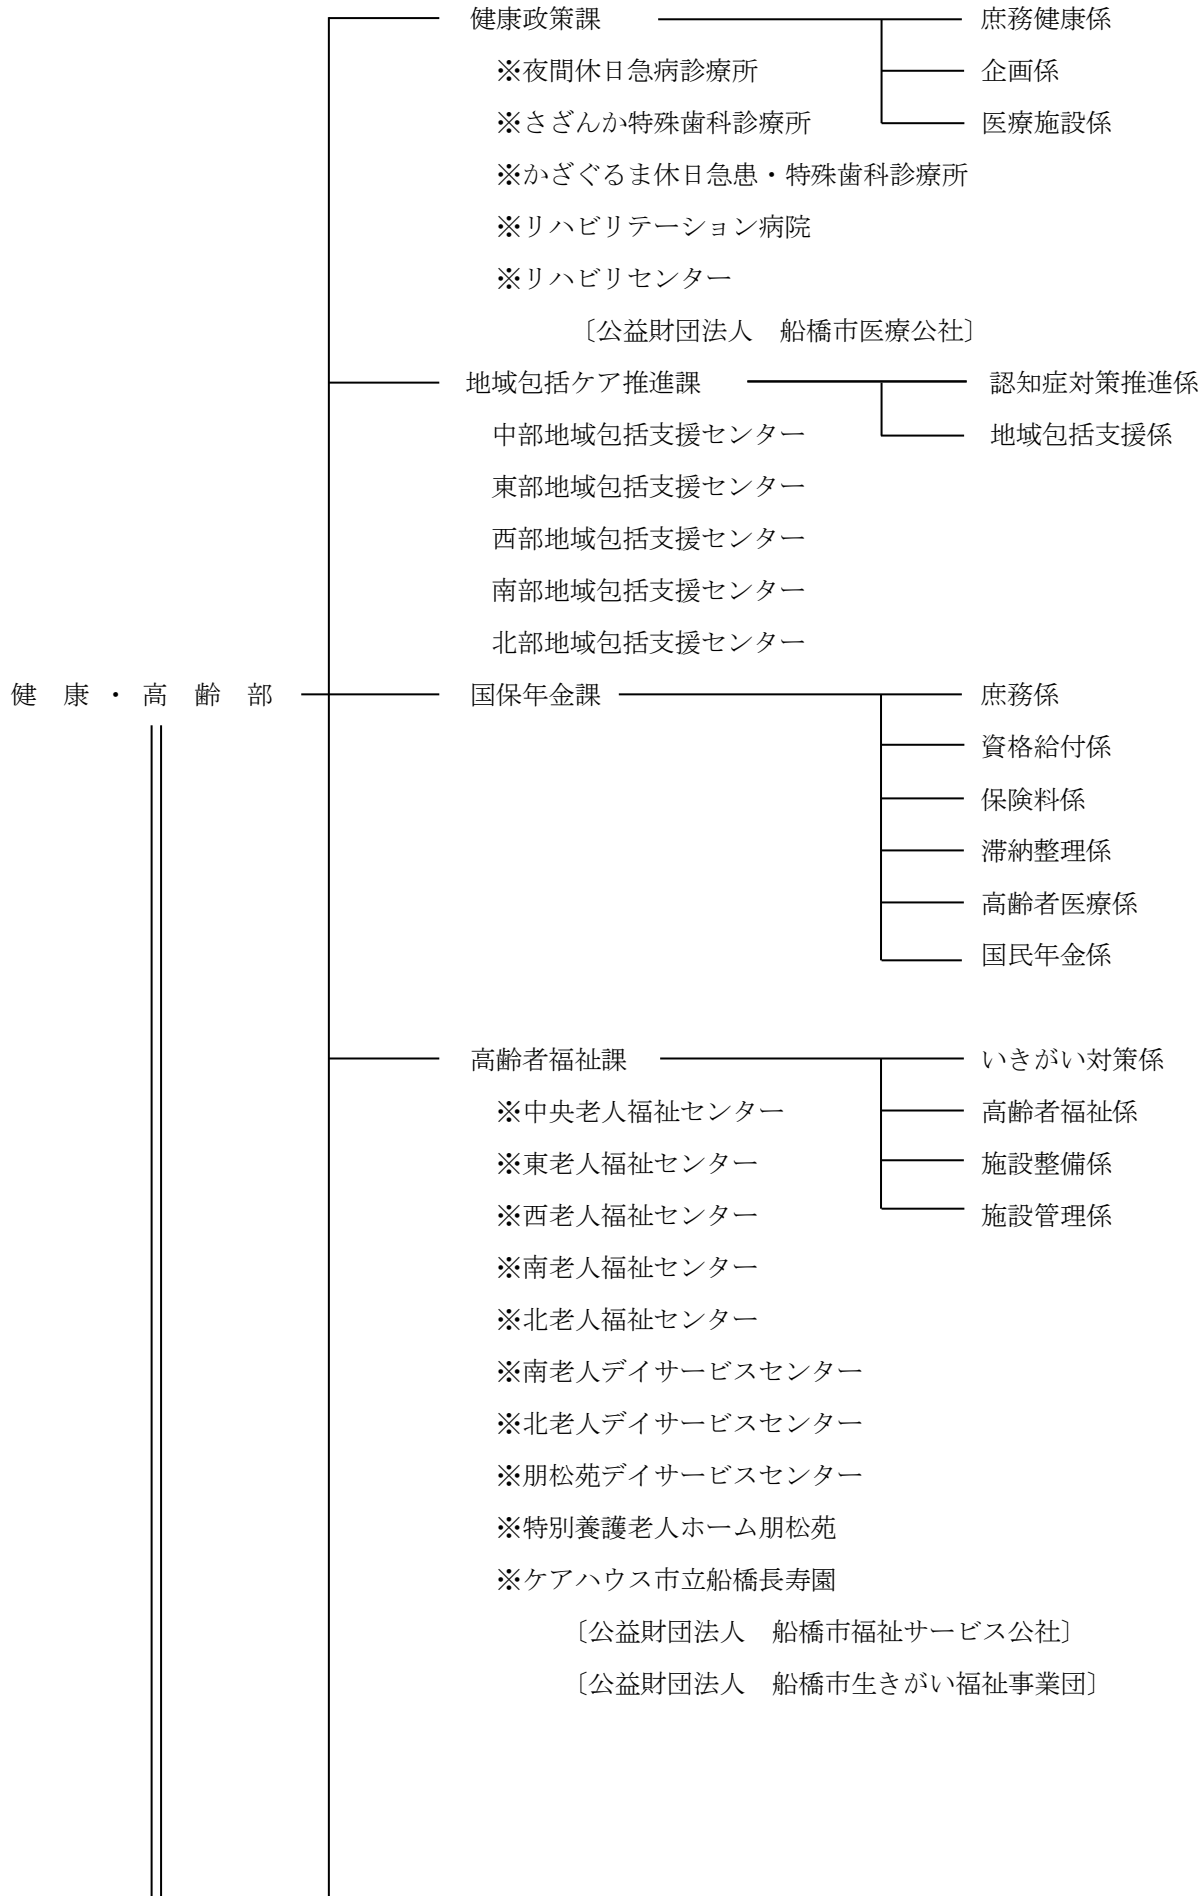 健康政策課 庶務健康係
※夜間休日急病診療所 企画係
※さざんか特殊歯科診療所 医療施設係
※かざぐるま休日急患・特殊歯科診療所
※リハビリテーション病院
※リハビリセンター
〔公益財団法人　船橋市医療公社〕
地域包括ケア推進課 認知症対策推進係
中部地域包括支援センター 地域包括支援係
東部地域包括支援センター
西部地域包括支援センター
南部地域包括支援センター
北部地域包括支援センター
健　康・高　齢　部 国保年金課 庶務係
資格給付係
保険料係
滞納整理係
高齢者医療係
国民年金係
高齢者福祉課 いきがい対策係
※中央老人福祉センター 高齢者福祉係
※東老人福祉センター 施設整備係
※西老人福祉センター 施設管理係
※南老人福祉センター
※北老人福祉センター
※南老人デイサービスセンター
※北老人デイサービスセンター
※朋松苑デイサービスセンター
※特別養護老人ホーム朋松苑
※ケアハウス市立船橋長寿園
〔公益財団法人　船橋市福祉サービス公社〕
〔公益財団法人　船橋市生きがい福祉事業団〕